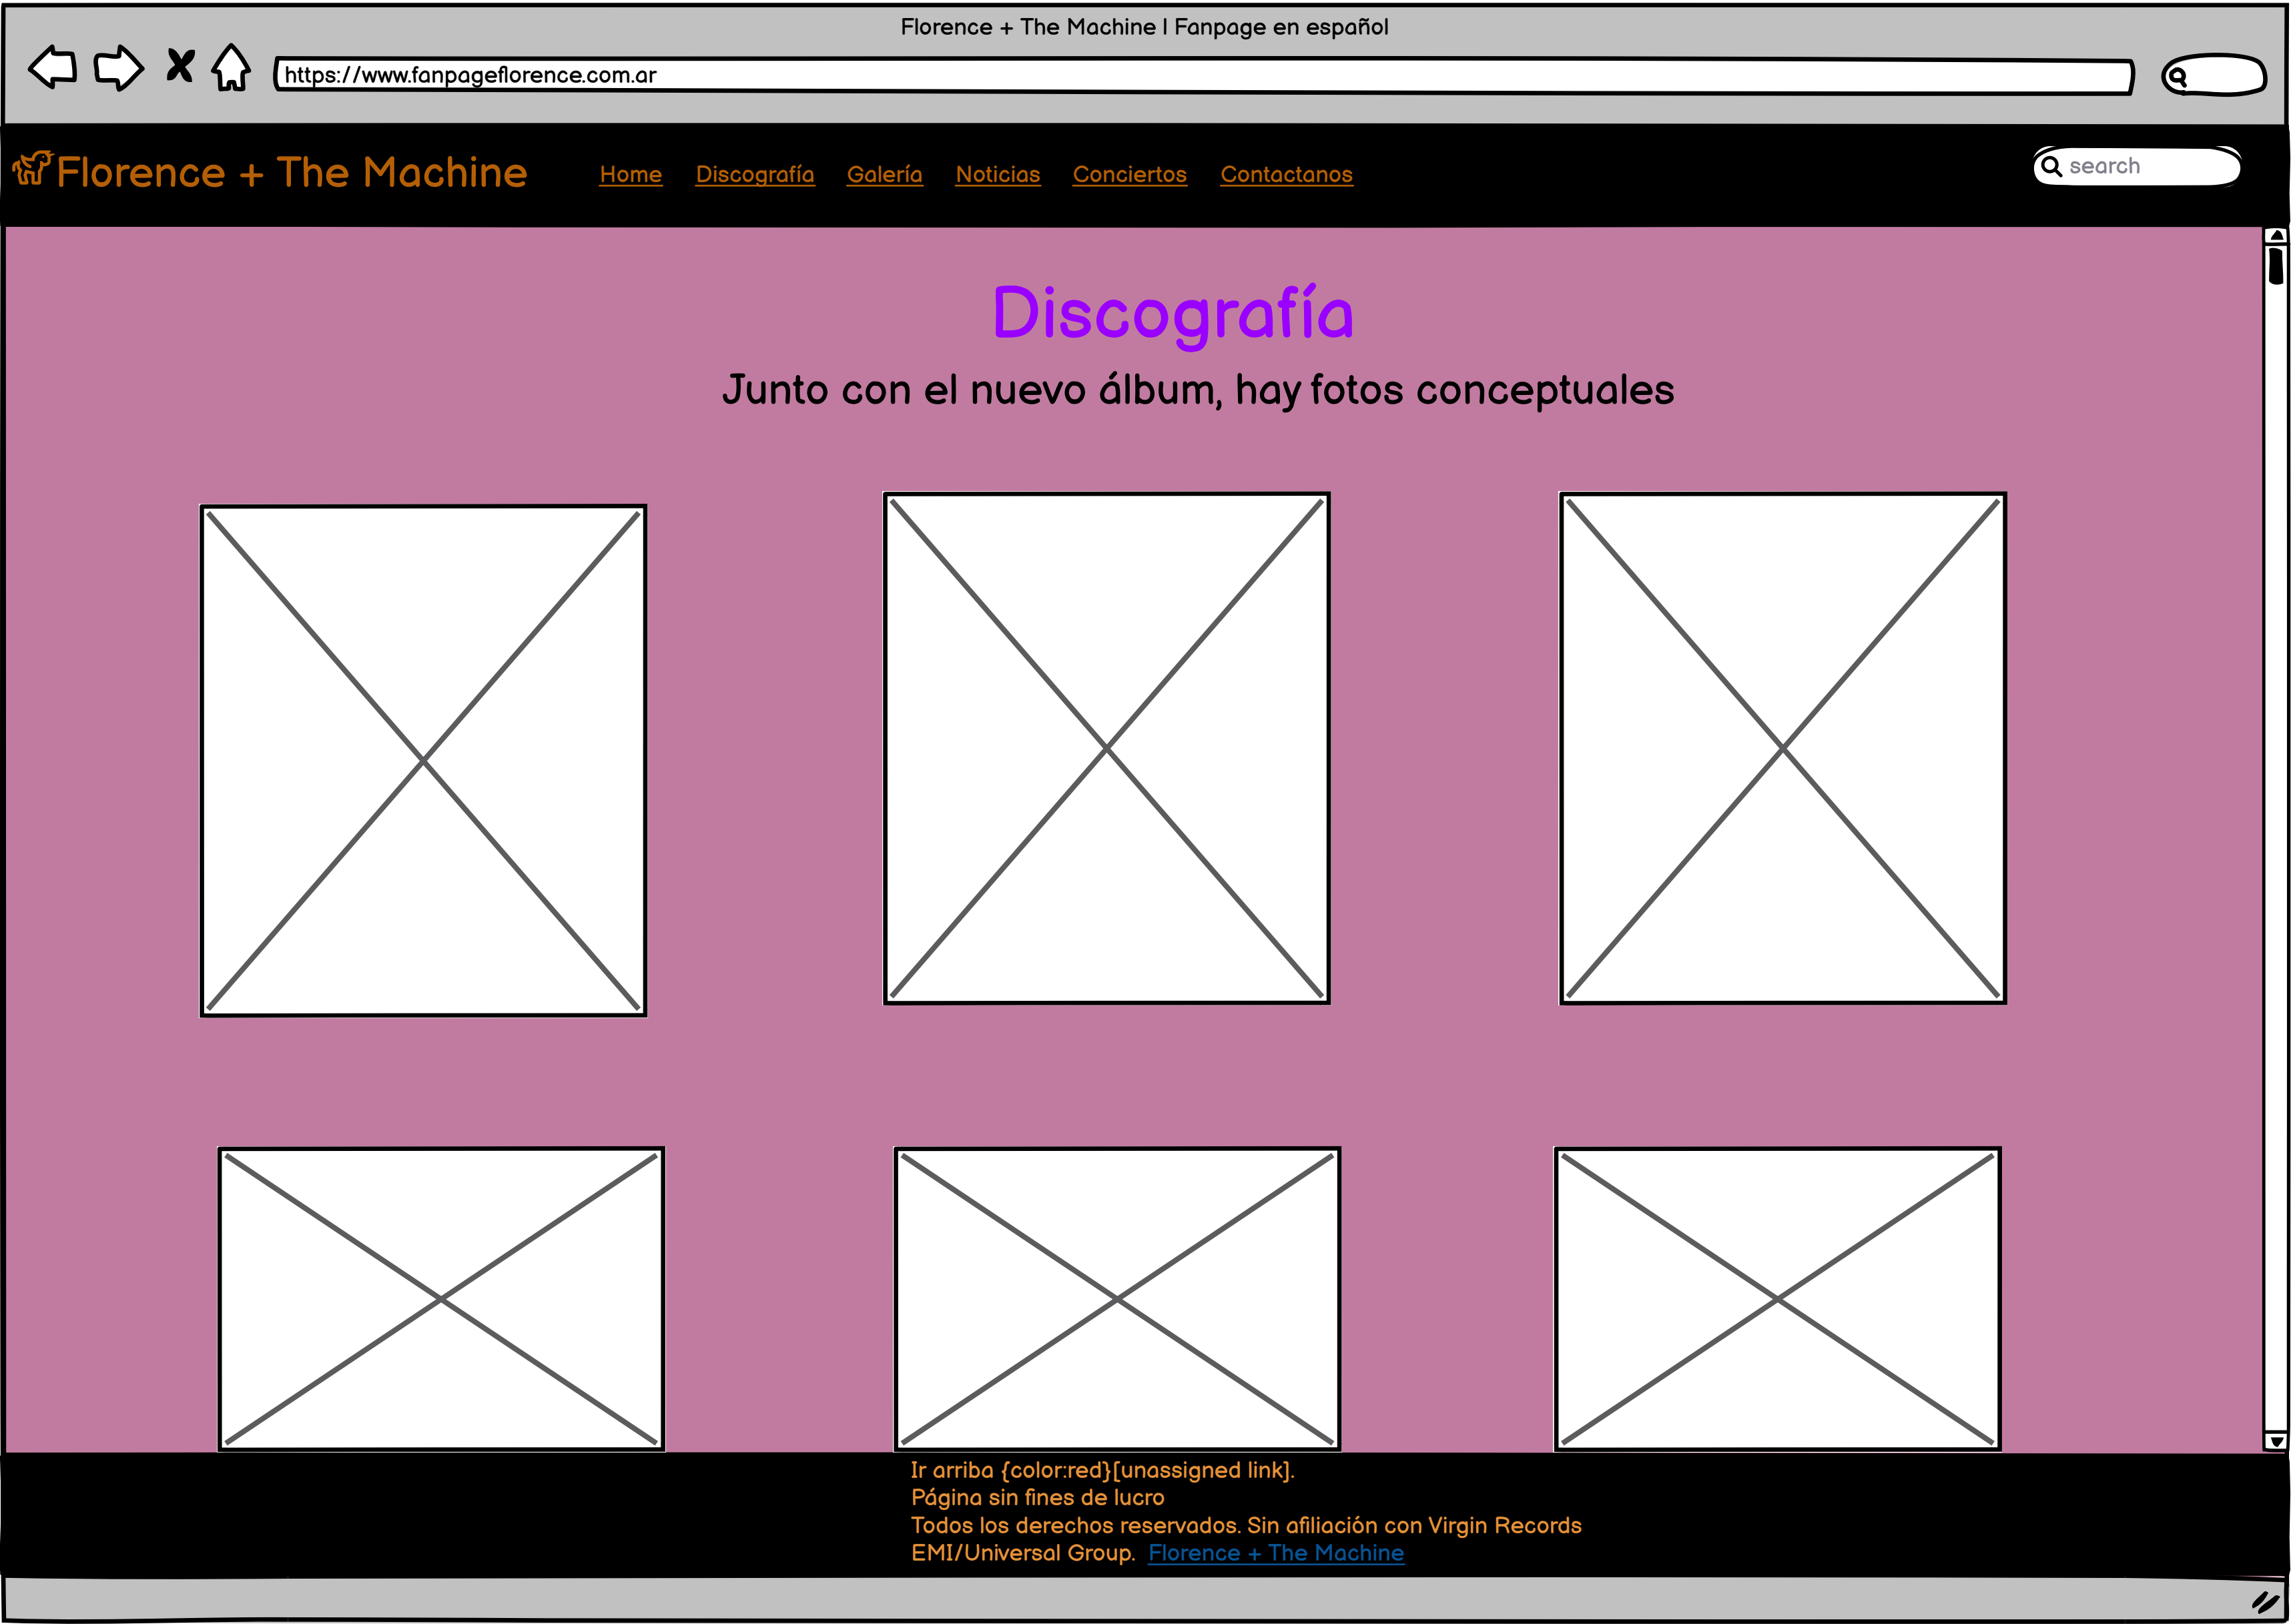 Florence + The Machine | Fanpage en español
https://www.fanpageflorence.com.ar
Florence + The Machine
Home Discografía Galería Noticias Conciertos Contactanos
search
Discografía
Junto con el nuevo álbum, hay fotos conceptuales
Ir arriba {color:red}[unassigned link].
Página sin fines de lucro
Todos los derechos reservados. Sin afiliación con Virgin Records
EMI/Universal Group. Florence + The Machine